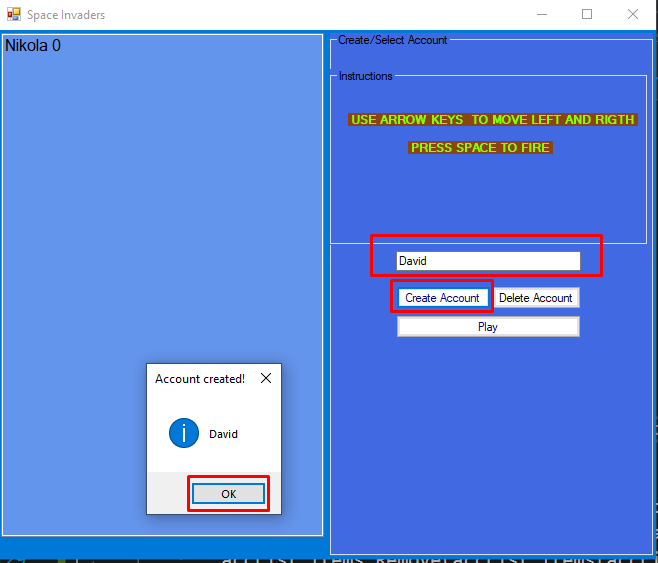 Space Invaders
Nikola 0
Create/Select Account
Instructions
USE ARROW KEYS TO MOVE LEFT AND RIGTH
PRESS SPACE TO FIRE
David
Create Account
Delete Account
Play
Account created!
David
OK